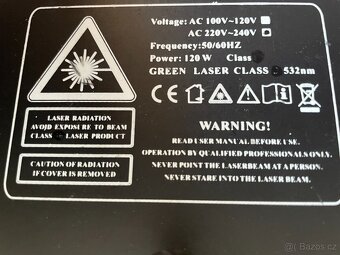 Voltage: AC 100V~120V
AC 220V~240V
Frequency:50/60HZ
Power: 120 W Class
GREEN LASER CLASS 532nm
CE
LASER RADIATION
AVOJD EXPOSURE TO BEAM
CLASS LASER PRODUCT
CAUTION OF RADIATION
IF COVER IS REMOVED
WARNING!
READ USER MANUAL BEFORE USE.
OPERATION BY QUALIFIED PROFESSIONALS ONLY.
NEVER POINT THE LASERBEAM AT A PERSON.
NEVER STARE INTO THE LASER BEAM.
© Bazoš.cz